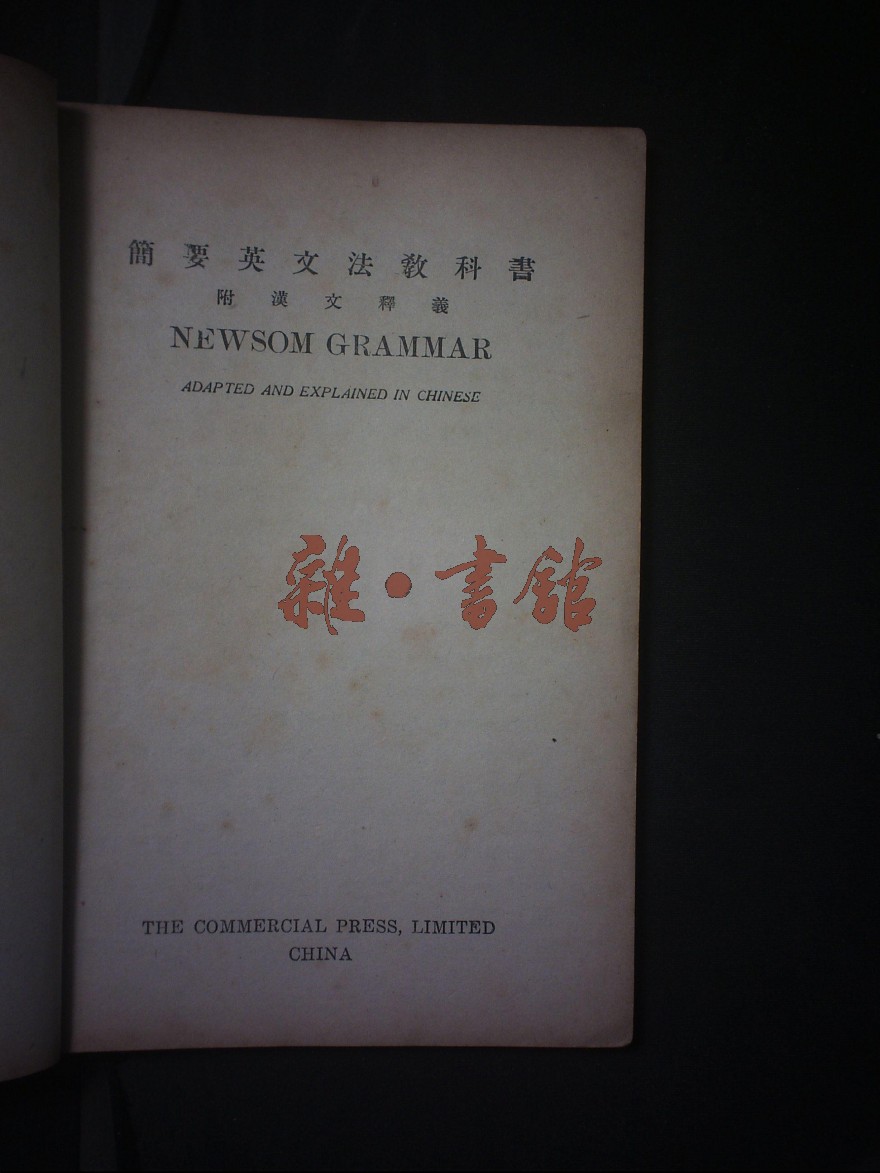 簡要英文法教科書
附漢文釋義
NEWSOM GRAMMAR
ADAPTED AND EXPLAINED IN CHINESE
雜·書館
THE COMMERCIAL PRESS, LIMITED
CHINA